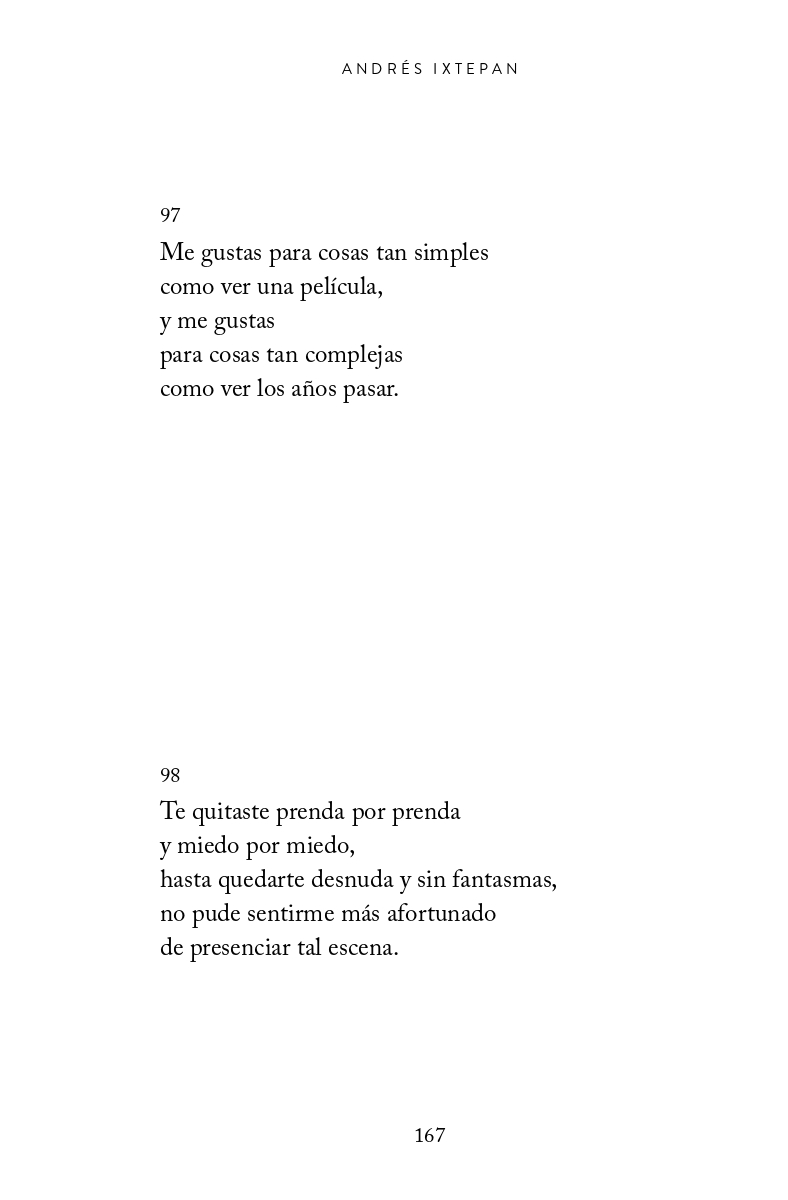 ANDRÉS IXTEPAN
97
Me gustas para cosas tan simples
como ver una película,
y me gustas
para cosas tan complejas
como ver los años pasar.
98
Te quitaste prenda por prenda
y miedo por miedo,
hasta quedarte desnuda y sin fantasmas,
no pude sentirme más afortunado
de presenciar tal escena.
167